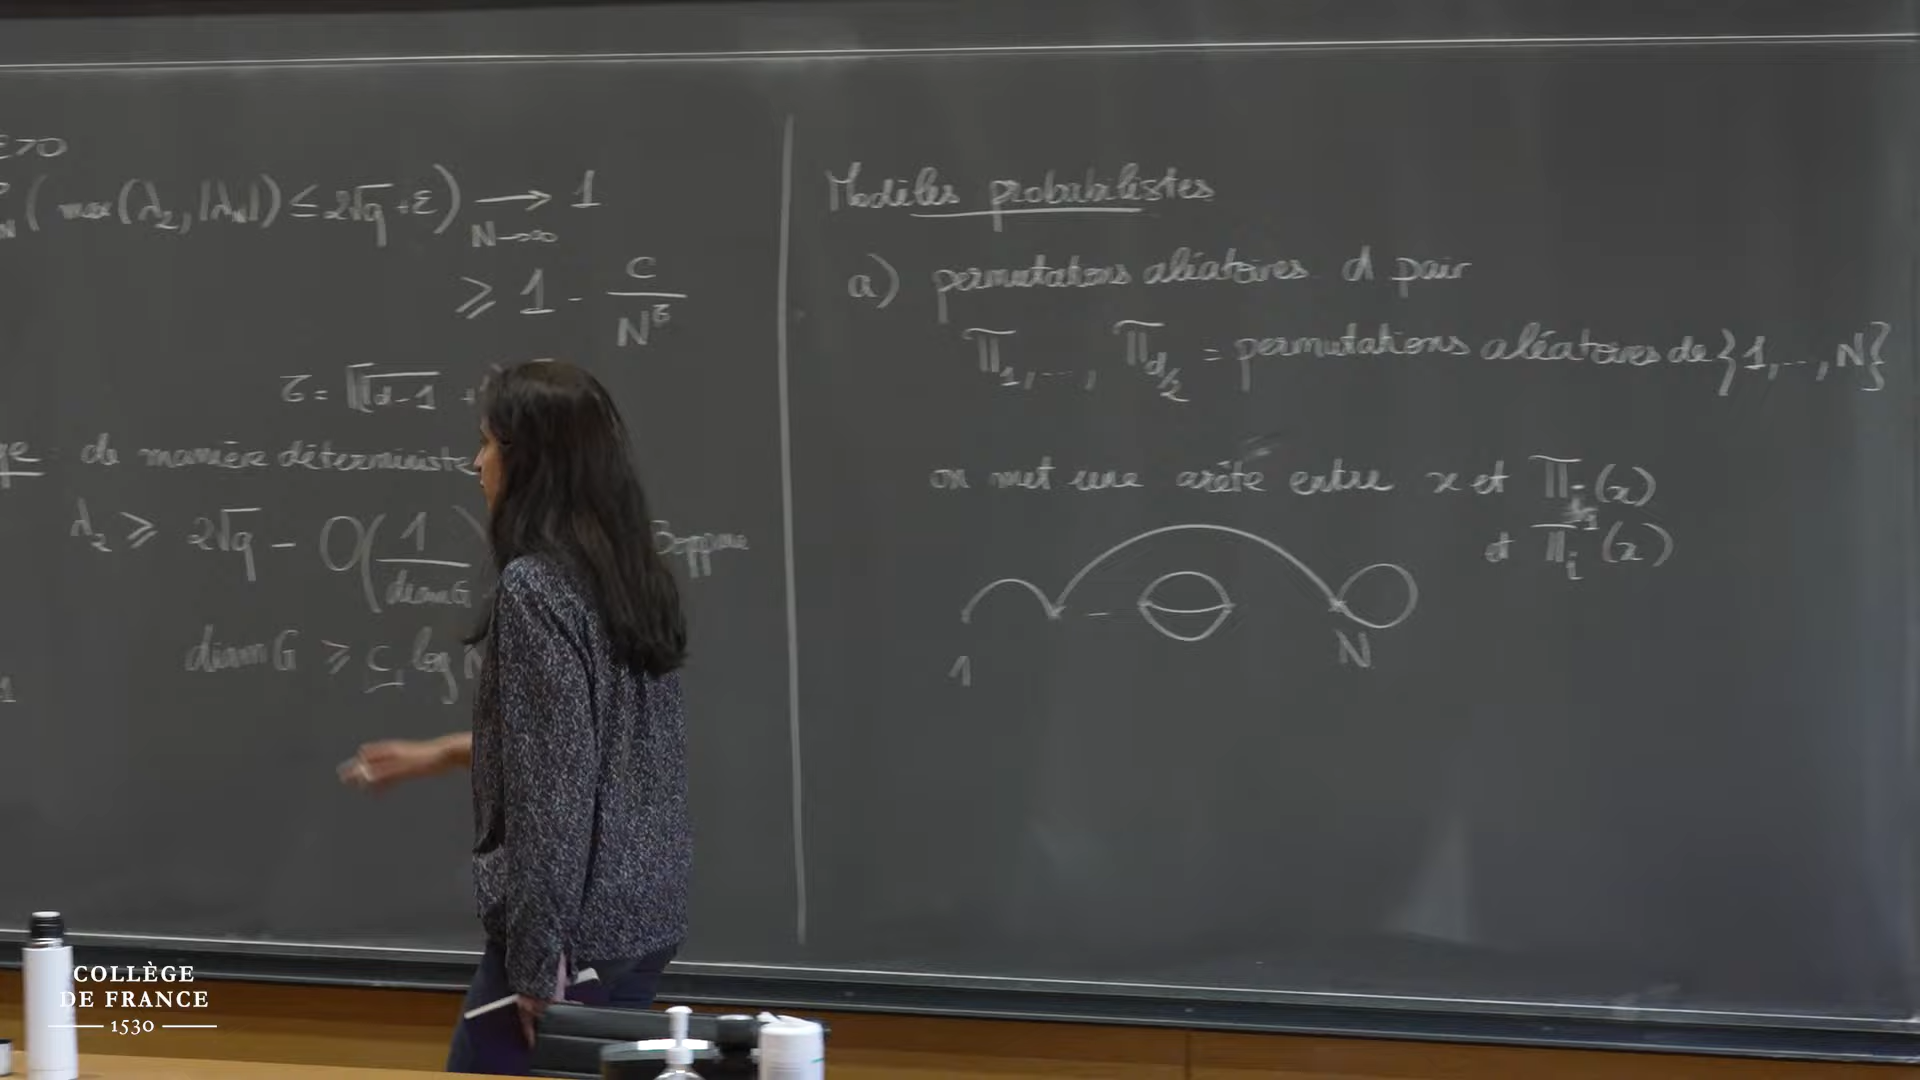 ε>0
N( max(λ₂, |λ_N|) ≤ 2√q + ε) ⟶ 1
N→∞
≥ 1 - C/N^τ
τ = √(d-1) +
ge : de manière déterministe
λ₂ ≥ 2√q - O(1/diam G
diam G ≥ C, log N
1
Modèles probabilistes
a) permutations aléatoires d pair
Π₁,..., Π_{d/2} = permutations aléatoires de {1,..., N}
on met une arête entre x et Π_i(x)
et Π_i(x)
1
N
COLLÈGE
DE FRANCE
1530